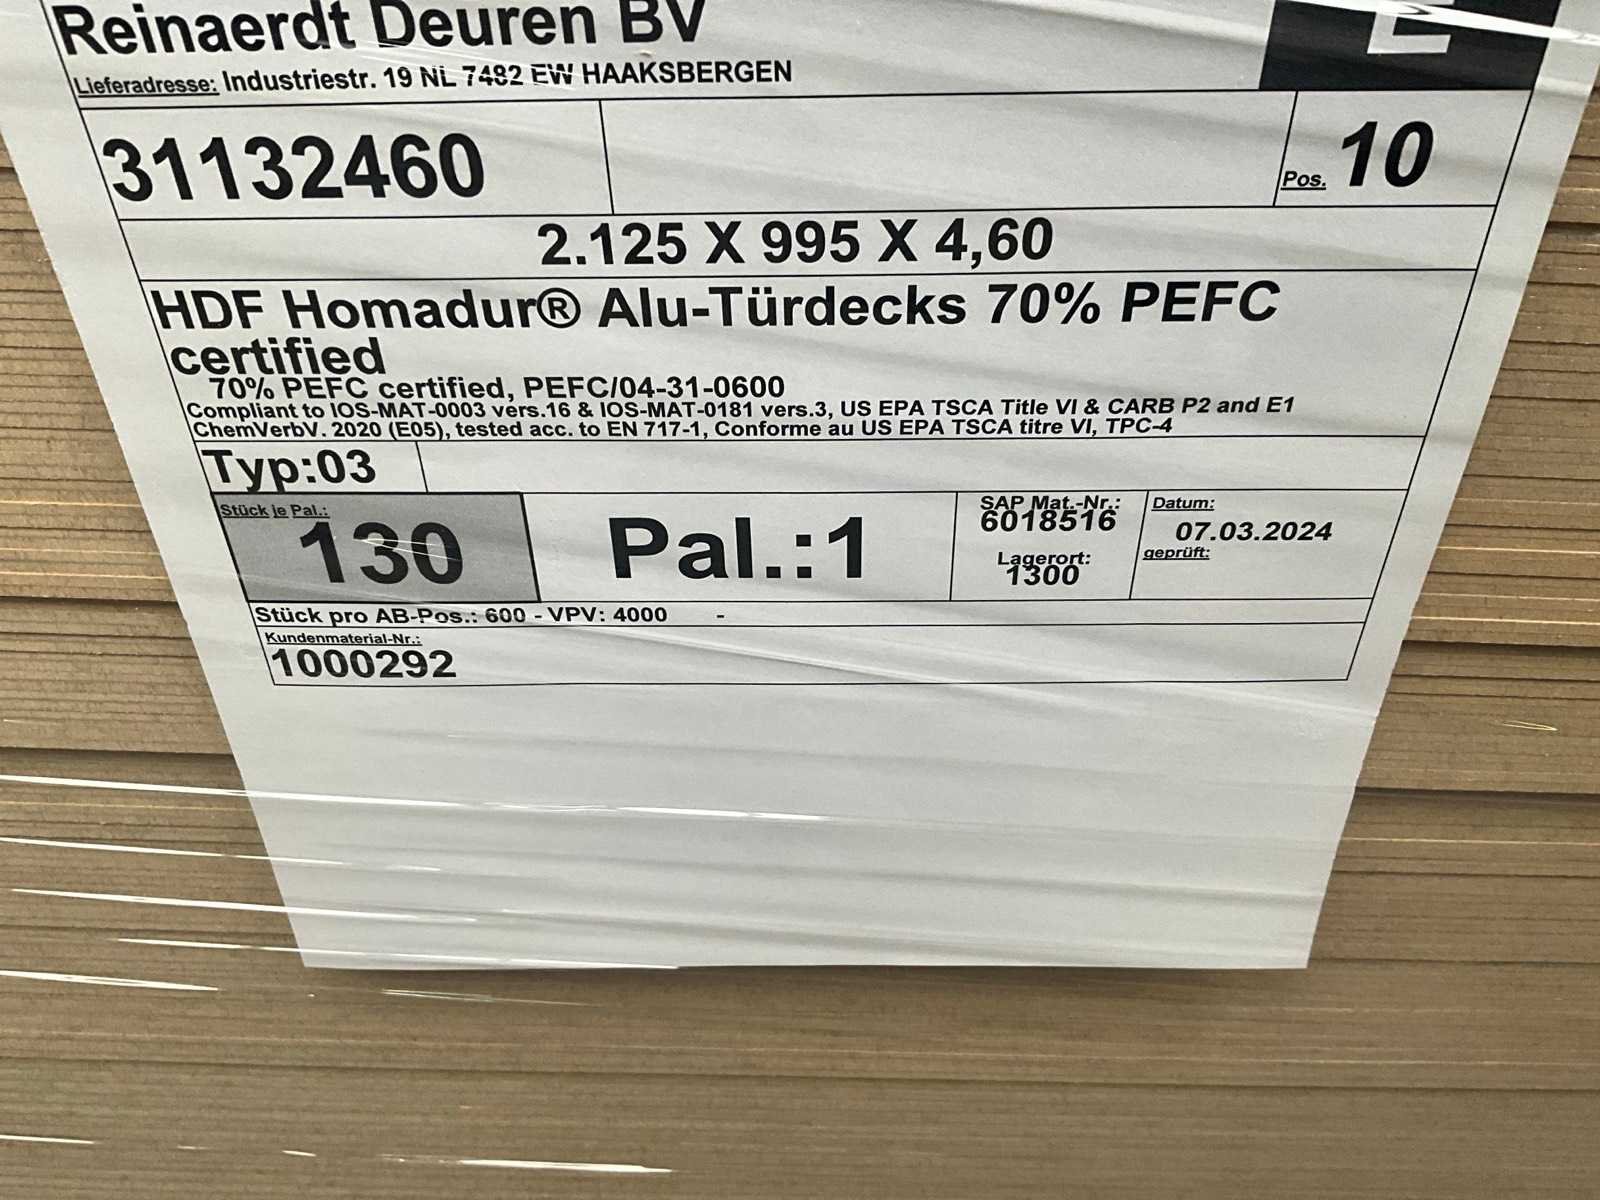 Reinaerdt Deuren BV
E
Lieferadresse: Industriestr. 19 NL 7482 EW HAAKSBERGEN
31132460
Pos. 10
2.125 X 995 X 4,60
HDF Homadur® Alu-Türdecks 70% PEFC
certified
70% PEFC certified, PEFC/04-31-0600
Compliant to IOS-MAT-0003 vers.16 & IOS-MAT-0181 vers.3, US EPA TSCA Title VI & CARB P2 and E1
ChemVerbV. 2020 (E05), tested acc. to EN 717-1, Conforme au US EPA TSCA titre VI, TPC-4
Typ:03
Stück je Pal.:
130
Pal.:1
SAP Mat.-Nr.:
6018516
Lagerort:
1300
Datum:
07.03.2024
geprüft:
Stück pro AB-Pos.: 600 - VPV: 4000 -
Kundenmaterial-Nr.:
1000292